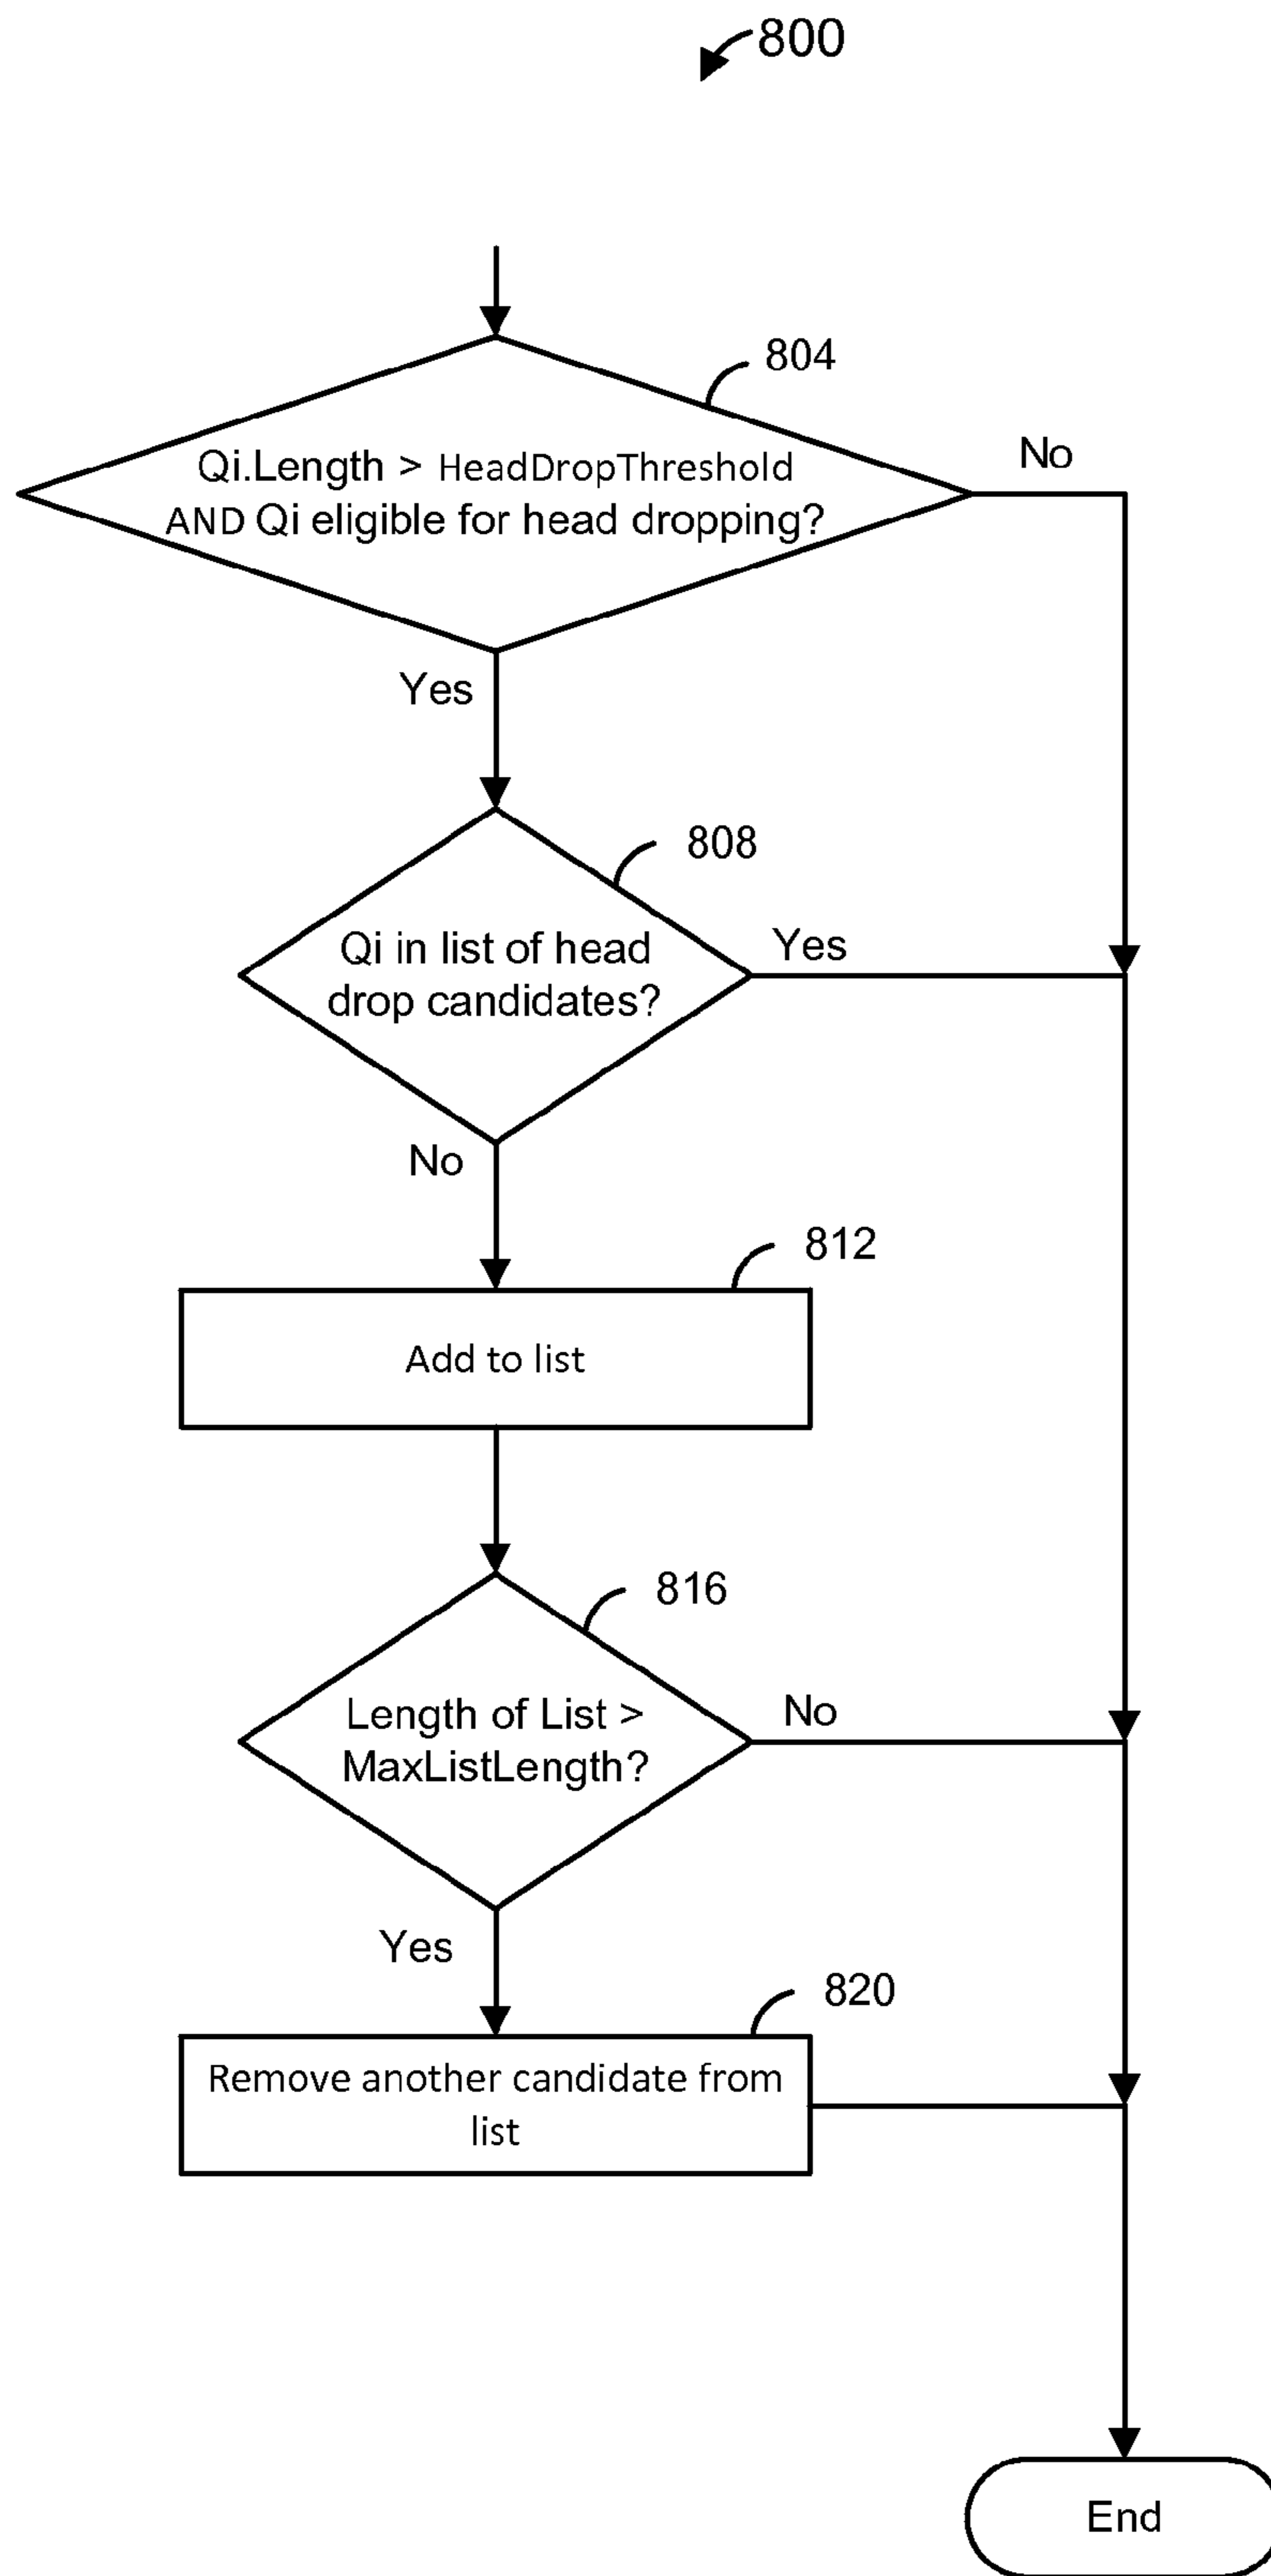 800
804
Qi.Length > HeadDropThreshold
AND Qi eligible for head dropping?
No
Yes
808
Qi in list of head
drop candidates?
Yes
No
812
Add to list
816
Length of List >
MaxListLength?
No
Yes
820
Remove another candidate from
list
End